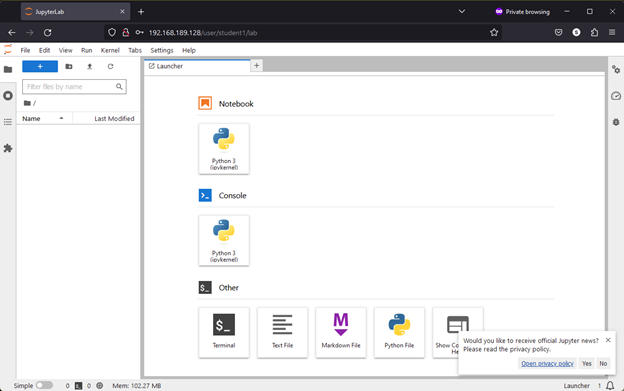 JupyterLab
Private browsing
192.168.189.128/user/student1/lab
File Edit View Run Kernel Tabs Settings Help
Filter files by name
/
Name Last Modified
Launcher
Notebook
Python 3
(ipykernel)
Console
Python 3
(ipykernel)
$_ Other
$_
M
Terminal
Text File
Markdown File
Python File
Show Co
He
Would you like to receive official Jupyter news?
Please read the privacy policy.
Open privacy policy Yes No
Simple 0 0 Mem: 102.27 MB Launcher 1